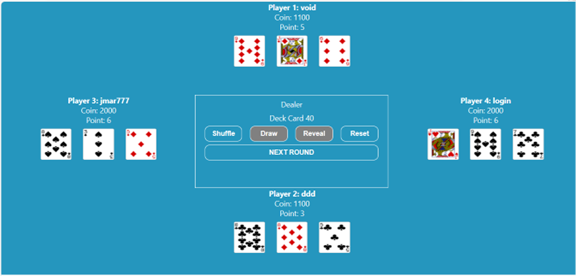 Player 1: void
Coin: 1100
Point: 5
Player 3: jmar777
Coin: 2000
Point: 6
Dealer
Deck Card 40
Shuffle Draw Reveal Reset
NEXT ROUND
Player 4: login
Coin: 2000
Point: 6
Player 2: ddd
Coin: 1100
Point: 3